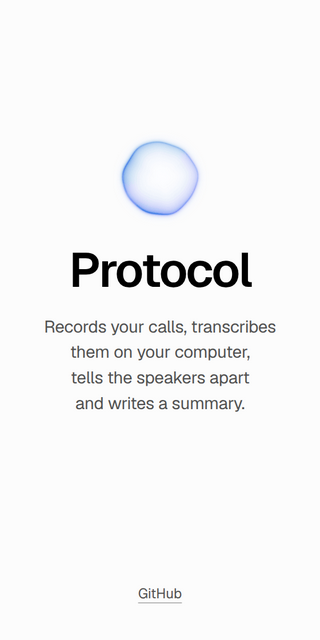 Protocol
Records your calls, transcribes
them on your computer,
tells the speakers apart
and writes a summary.
GitHub